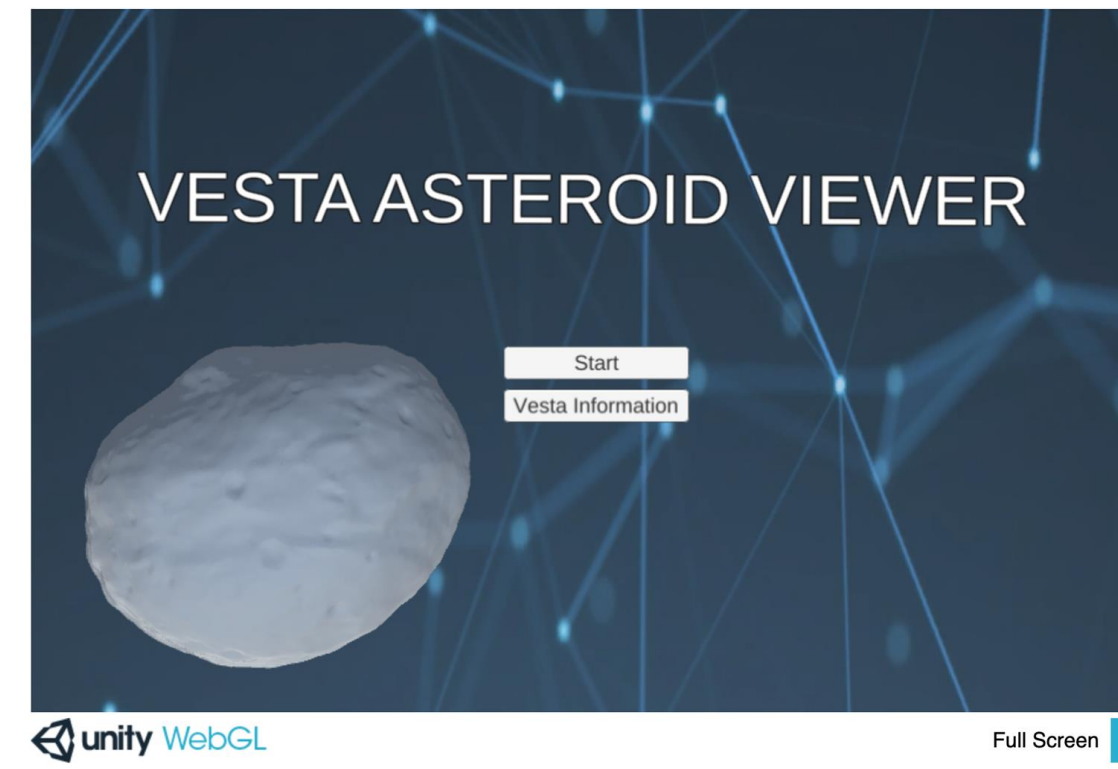 VESTA ASTEROID VIEWER
Start
Vesta Information
unity WebGL
Full Screen